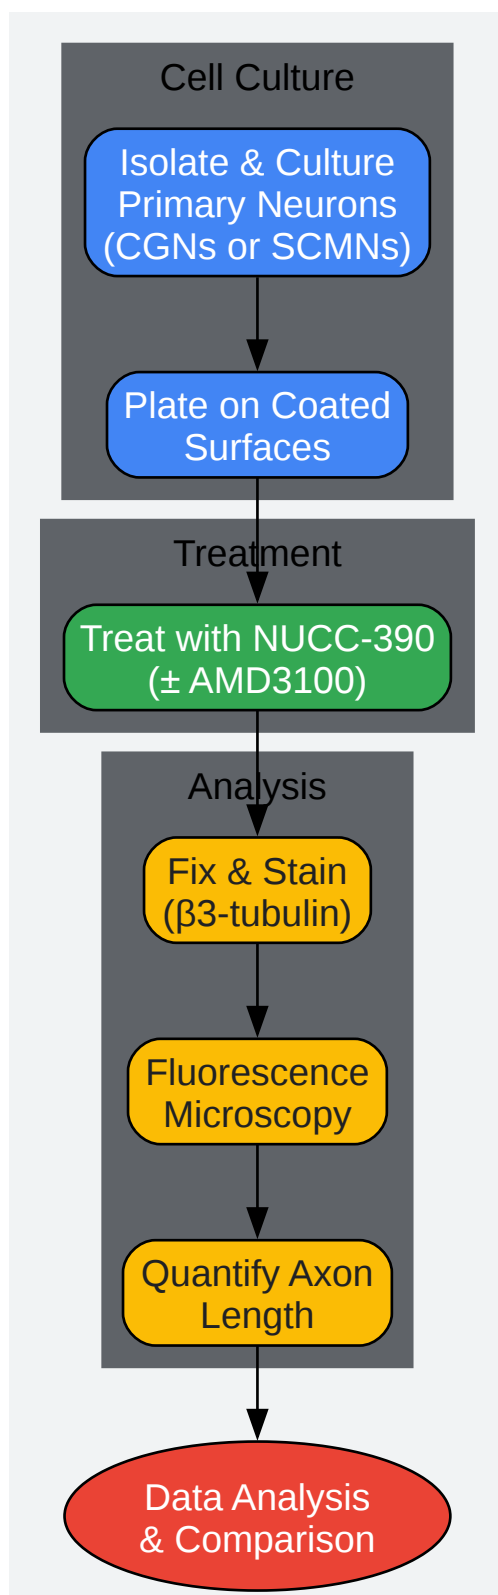 Cell Culture
Isolate & Culture
Primary Neurons
(CGNs or SCMNs)
Plate on Coated
Surfaces
Treatment
Treat with NUCC-390
(± AMD3100)
Analysis
Fix & Stain
(β3-tubulin)
Fluorescence
Microscopy
Quantify Axon
Length
Data Analysis
& Comparison